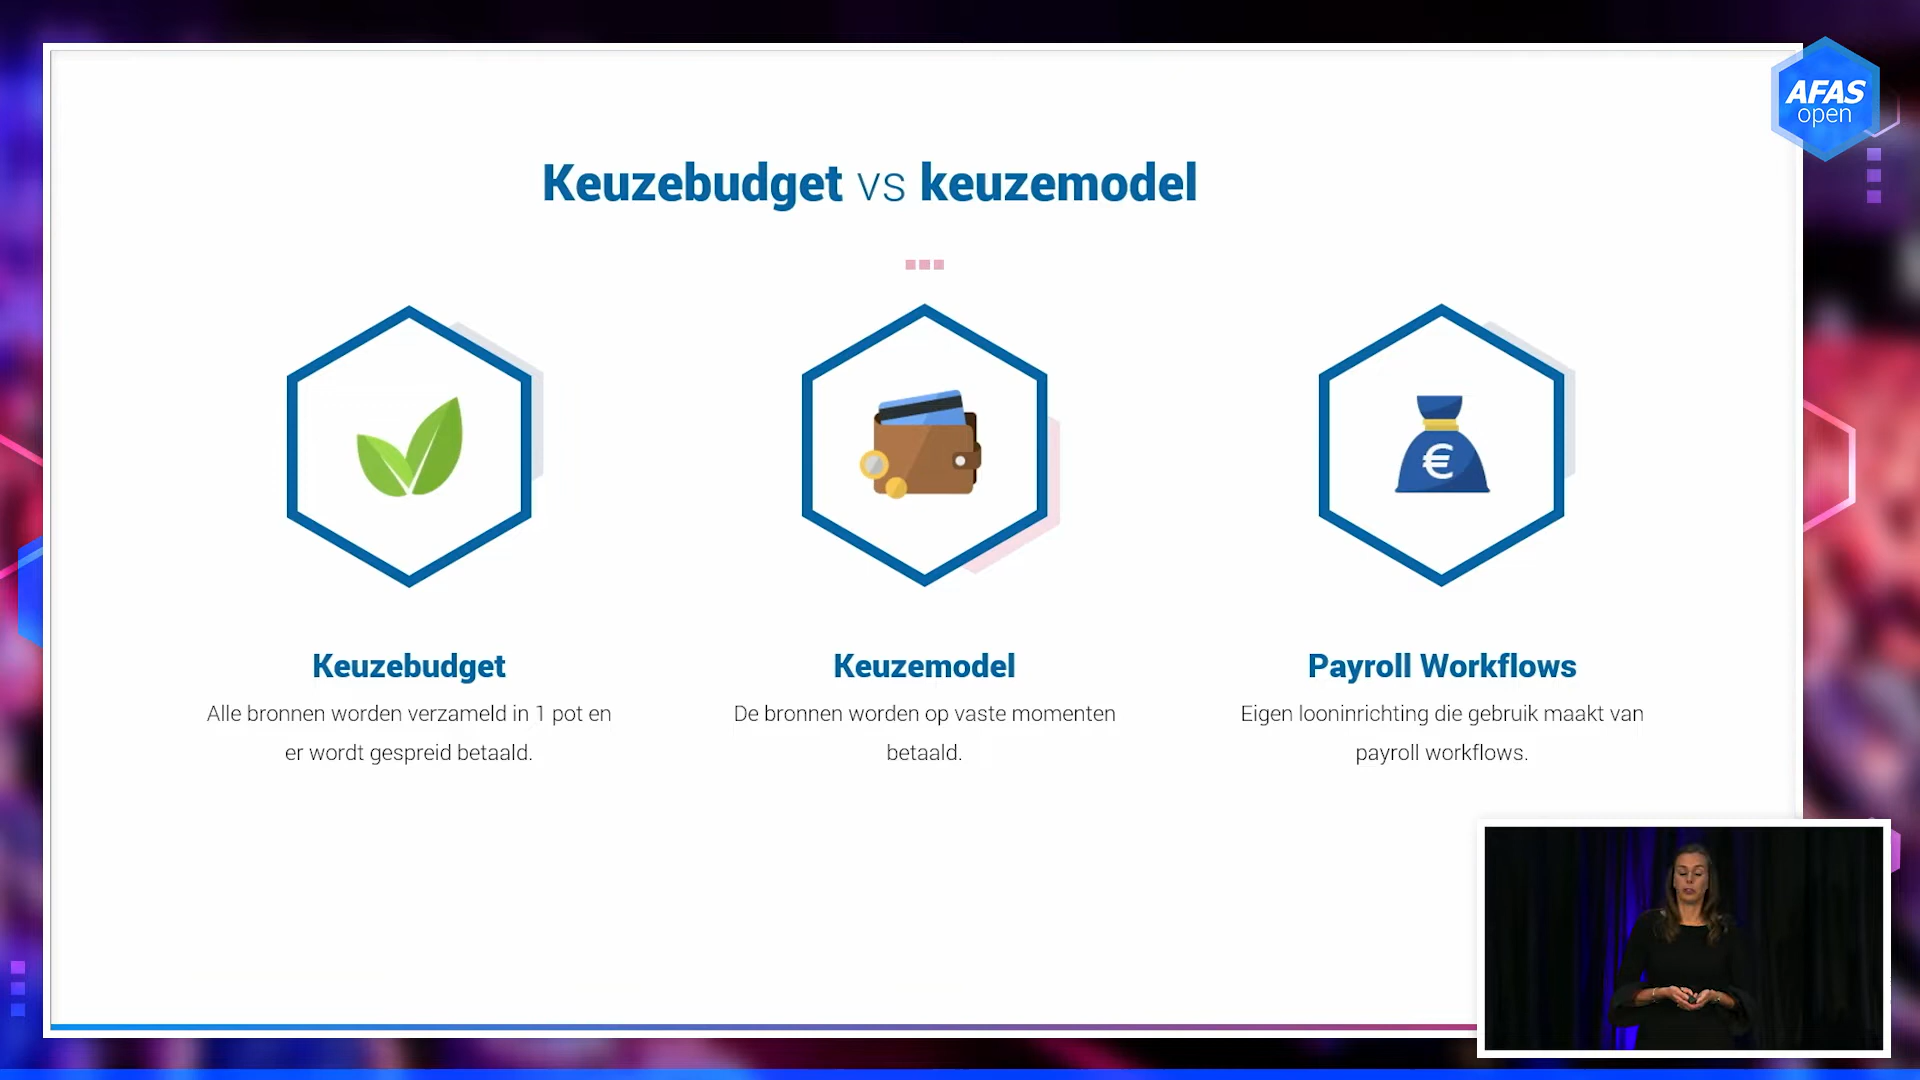 AFAS
open
Keuzebudget vs keuzemodel
€
Keuzebudget
Alle bronnen worden verzameld in 1 pot en
er wordt gespreid betaald.
Keuzemodel
De bronnen worden op vaste momenten
betaald.
Payroll Workflows
Eigen looninrichting die gebruik maakt van
payroll workflows.